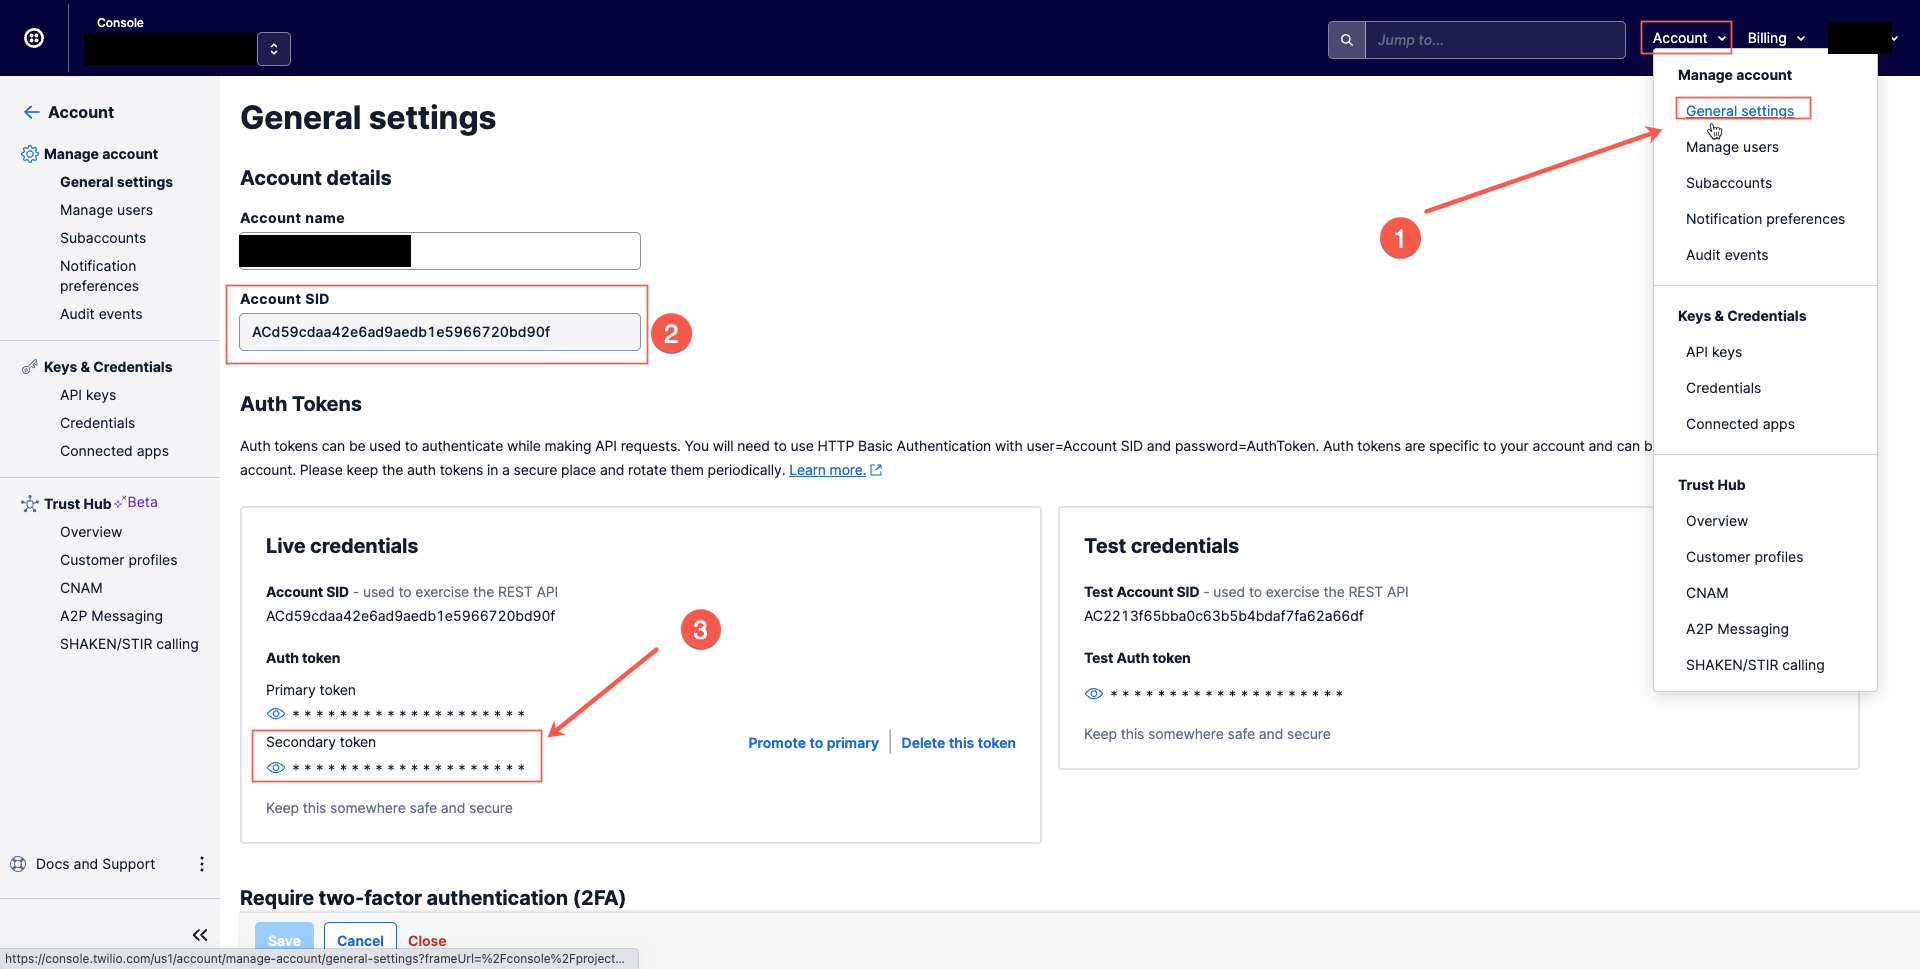 Console
Jump to...
Account
Billing
Account
Manage account
General settings
Manage users
Subaccounts
Notification
preferences
Audit events
Keys & Credentials
API keys
Credentials
Connected apps
Trust Hub Beta
Overview
Customer profiles
CNAM
A2P Messaging
SHAKEN/STIR calling
Docs and Support
General settings
Account details
Account name
Account SID
ACd59cdaa42e6ad9aedb1e5966720bd90f
2
Auth Tokens
Auth tokens can be used to authenticate while making API requests. You will need to use HTTP Basic Authentication with user=Account SID and password=AuthToken. Auth tokens are specific to your account and can b
account. Please keep the auth tokens in a secure place and rotate them periodically. Learn more.
Live credentials
Account SID - used to exercise the REST API
ACd59cdaa42e6ad9aedb1e5966720bd90f
3
Auth token
Primary token
* * * * * * * * * * * * * * * * * * * *
Secondary token
* * * * * * * * * * * * * * * * * * * *
Promote to primary
Delete this token
Keep this somewhere safe and secure
Test credentials
Test Account SID - used to exercise the REST API
AC2213f65bba0c63b5b4bdaf7fa62a66df
Test Auth token
* * * * * * * * * * * * * * * * * * * *
Keep this somewhere safe and secure
Require two-factor authentication (2FA)
Save
Cancel
Close
1
Manage account
General settings
Manage users
Subaccounts
Notification preferences
Audit events
Keys & Credentials
API keys
Credentials
Connected apps
Trust Hub
Overview
Customer profiles
CNAM
A2P Messaging
SHAKEN/STIR calling
https://console.twilio.com/us1/account/manage-account/general-settings?frameUrl=%2Fconsole%2Fproject...